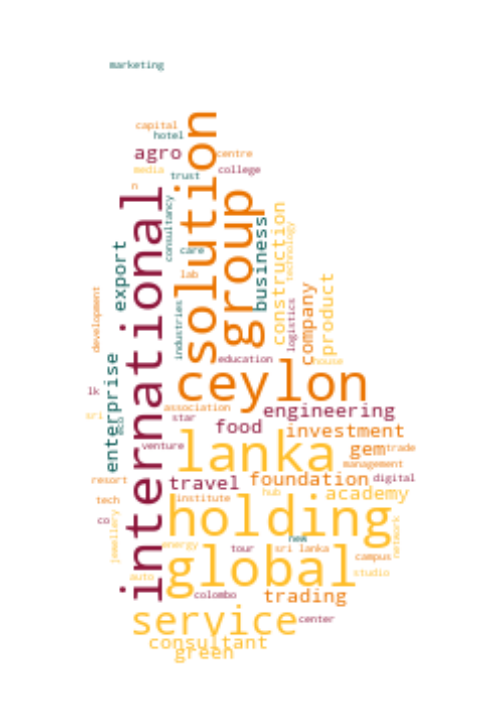 marketing
capital
hotel
agro
centre
media
trust
college
n
solution
international
group
consultancy
business
construction
technology
care
export
lab
product
company
development
industries
logistics
education
house
enterprise
ceylon
lk
sri
eco
association
star
engineering
food
investment
lanka
venture
gem
trade
management
resort
travel
foundation
digital
tech
institute
hub
academy
holding
co
jewellery
new
network
energy
tour
sri lanka
campus
global
auto
studio
colombo
trading
service
center
consultant
green